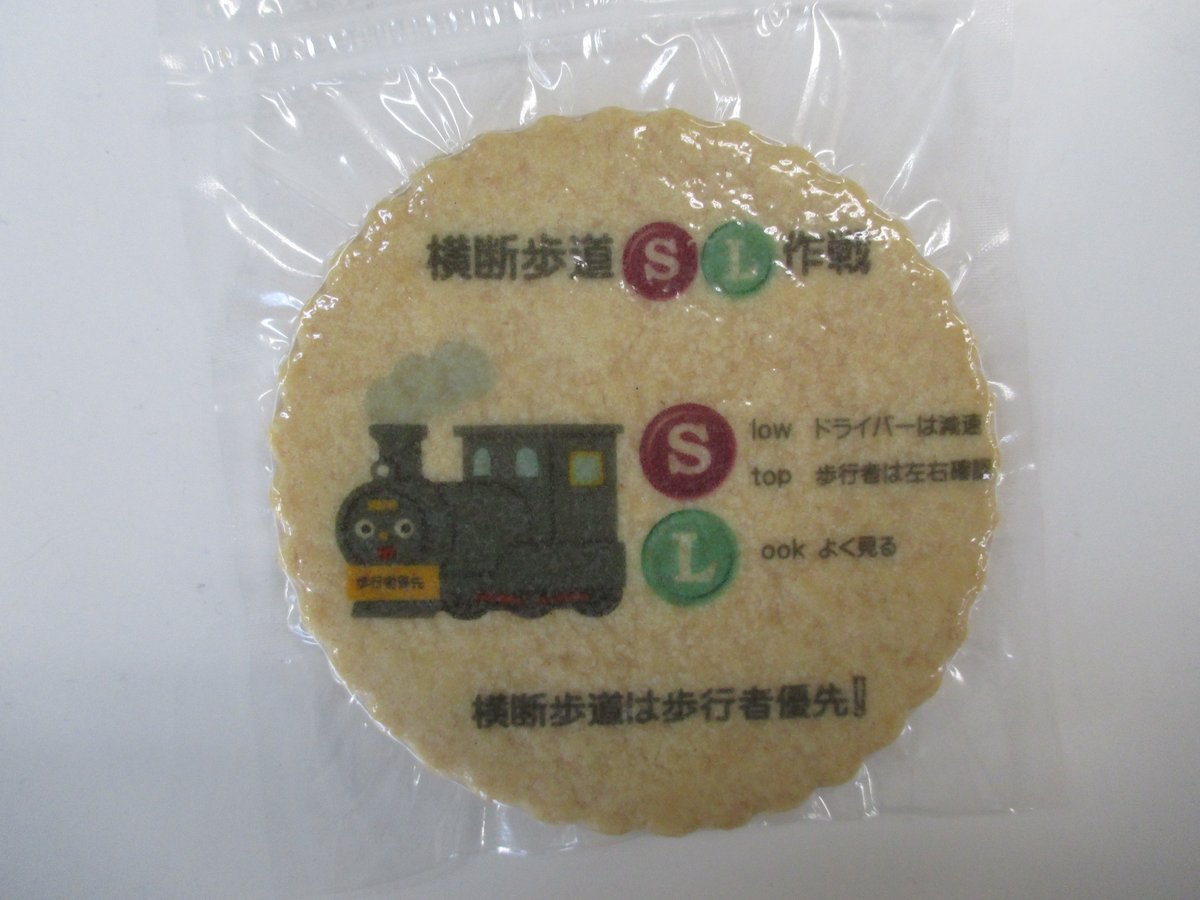 横断歩道SL作戦
S low ドライバーは減速
top 歩行者は左右確認
L ook よく見る
歩行者優先
横断歩道は歩行者優先!!